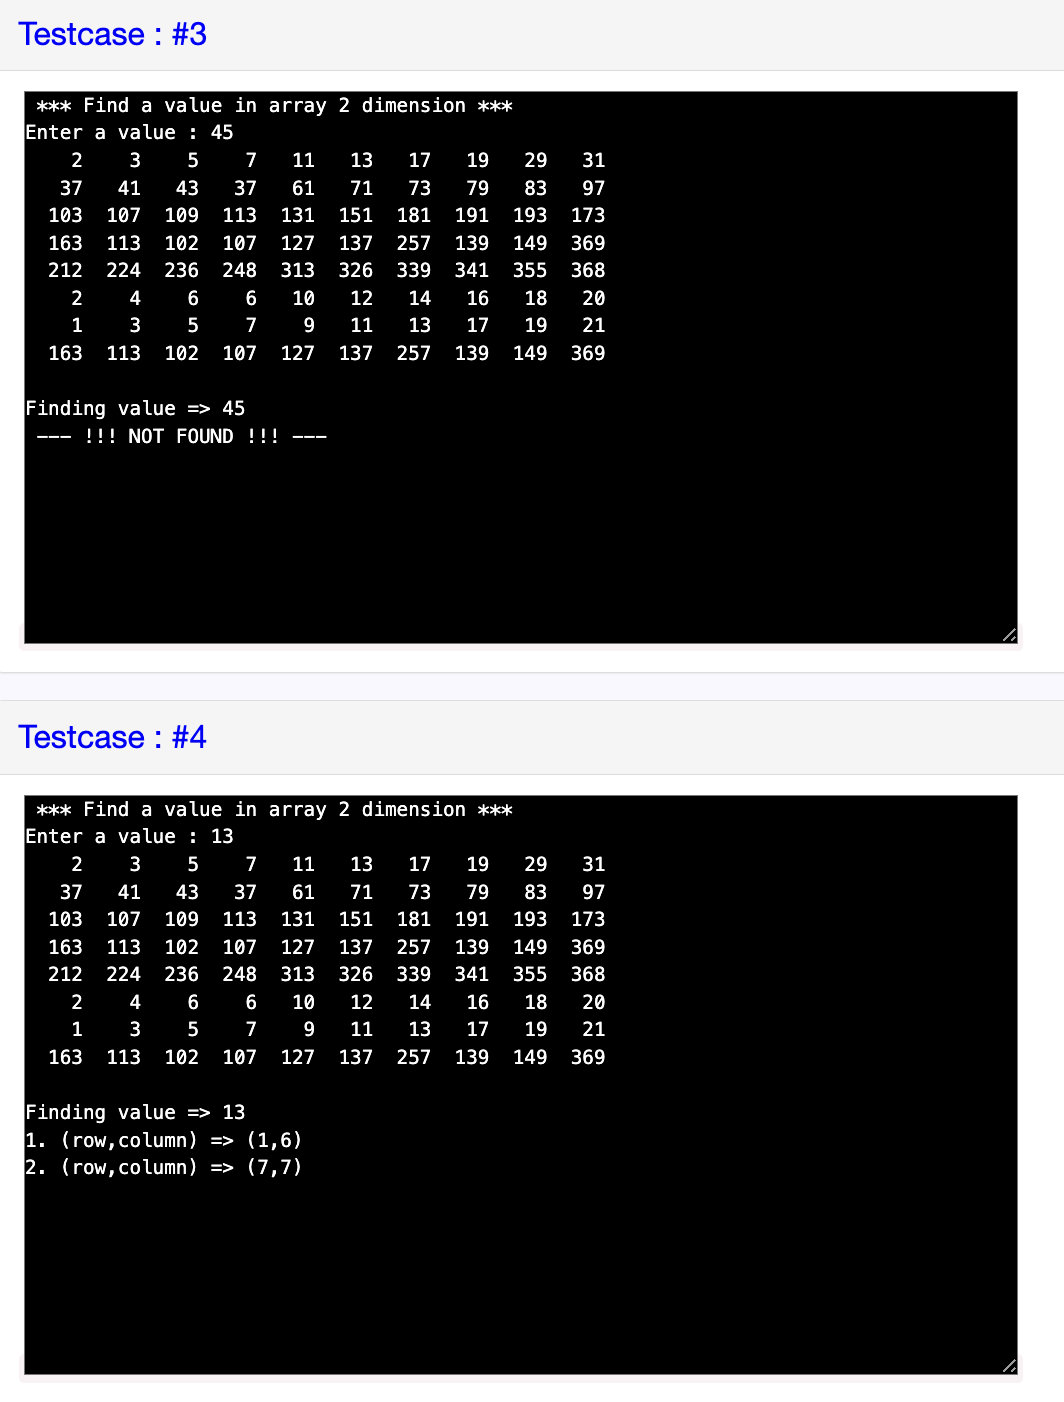 Testcase : #3
*** Find a value in array 2 dimension ***
Enter a value : 45
2 3 5 7 11 13 17 19 29 31
37 41 43 37 61 71 73 79 83 97
103 107 109 113 131 151 181 191 193 173
163 113 102 107 127 137 257 139 149 369
212 224 236 248 313 326 339 341 355 368
2 4 6 6 10 12 14 16 18 20
1 3 5 7 9 11 13 17 19 21
163 113 102 107 127 137 257 139 149 369
Finding value => 45
--- !!! NOT FOUND !!! ---
Testcase : #4
*** Find a value in array 2 dimension ***
Enter a value : 13
2 3 5 7 11 13 17 19 29 31
37 41 43 37 61 71 73 79 83 97
103 107 109 113 131 151 181 191 193 173
163 113 102 107 127 137 257 139 149 369
212 224 236 248 313 326 339 341 355 368
2 4 6 6 10 12 14 16 18 20
1 3 5 7 9 11 13 17 19 21
163 113 102 107 127 137 257 139 149 369
Finding value => 13
1. (row,column) => (1,6)
2. (row,column) => (7,7)